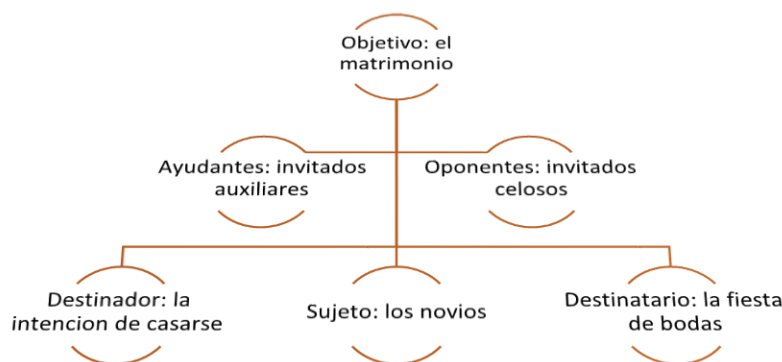 Objetivo: el
matrimonio
Ayudantes: invitados
auxiliares
Oponentes: invitados
celosos
Destinador: la
intencion de casarse
Sujeto: los novios
Destinatario: la fiesta
de bodas